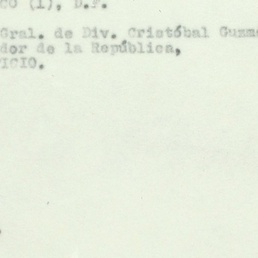 co (1), D.F.
Gral. de Div. Cristóbal Guzm
dor de la República,
ICIO.